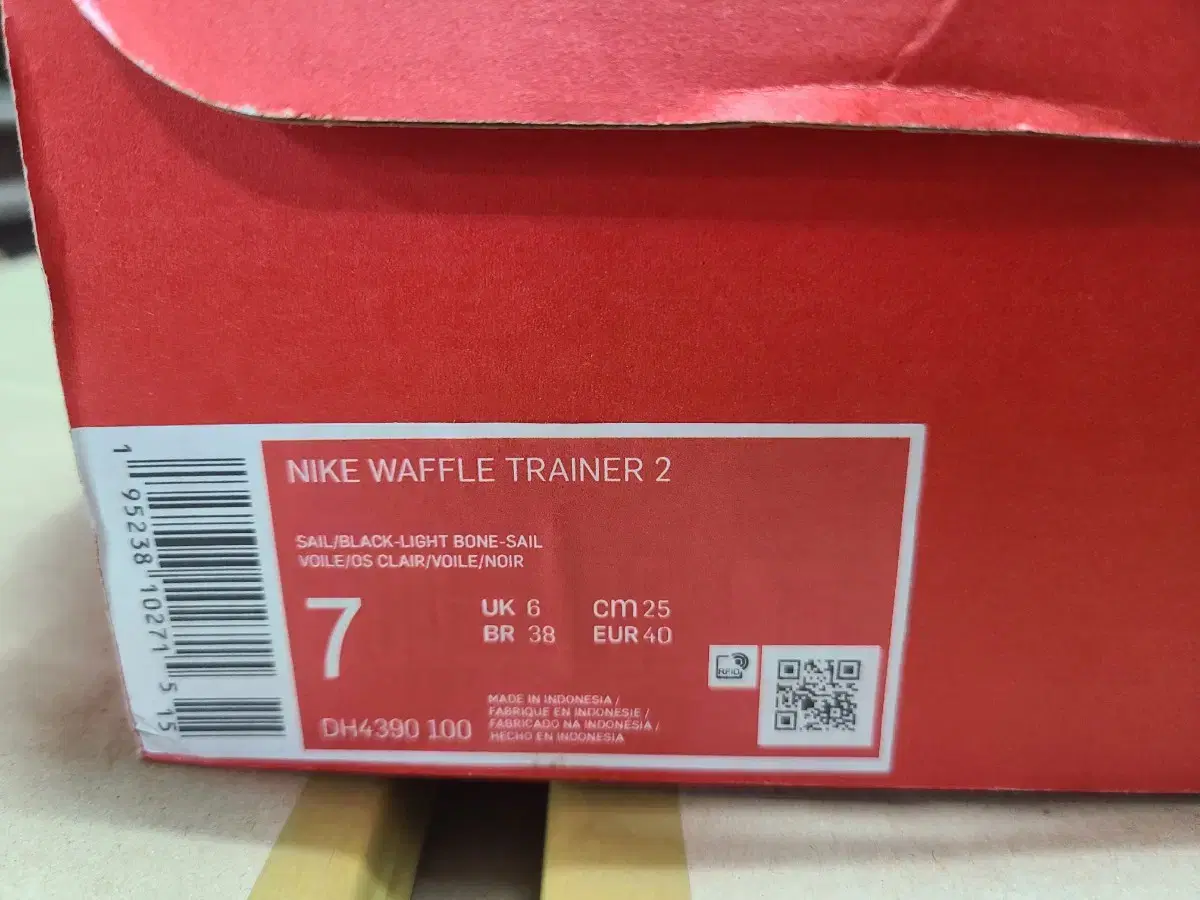 NIKE WAFFLE TRAINER 2
SAIL/BLACK-LIGHT BONE-SAIL
VOILE/OS CLAIR/VOILE/NOIR
7
UK 6 cm 25
BR 38 EUR 40
DH4390 100
MADE IN INDONESIA /
FABRIQUE EN INDONESIE /
FABRICADO NA INDONESIA /
HECHO EN INDONESIA
RFID
1 95238 10271 5 15